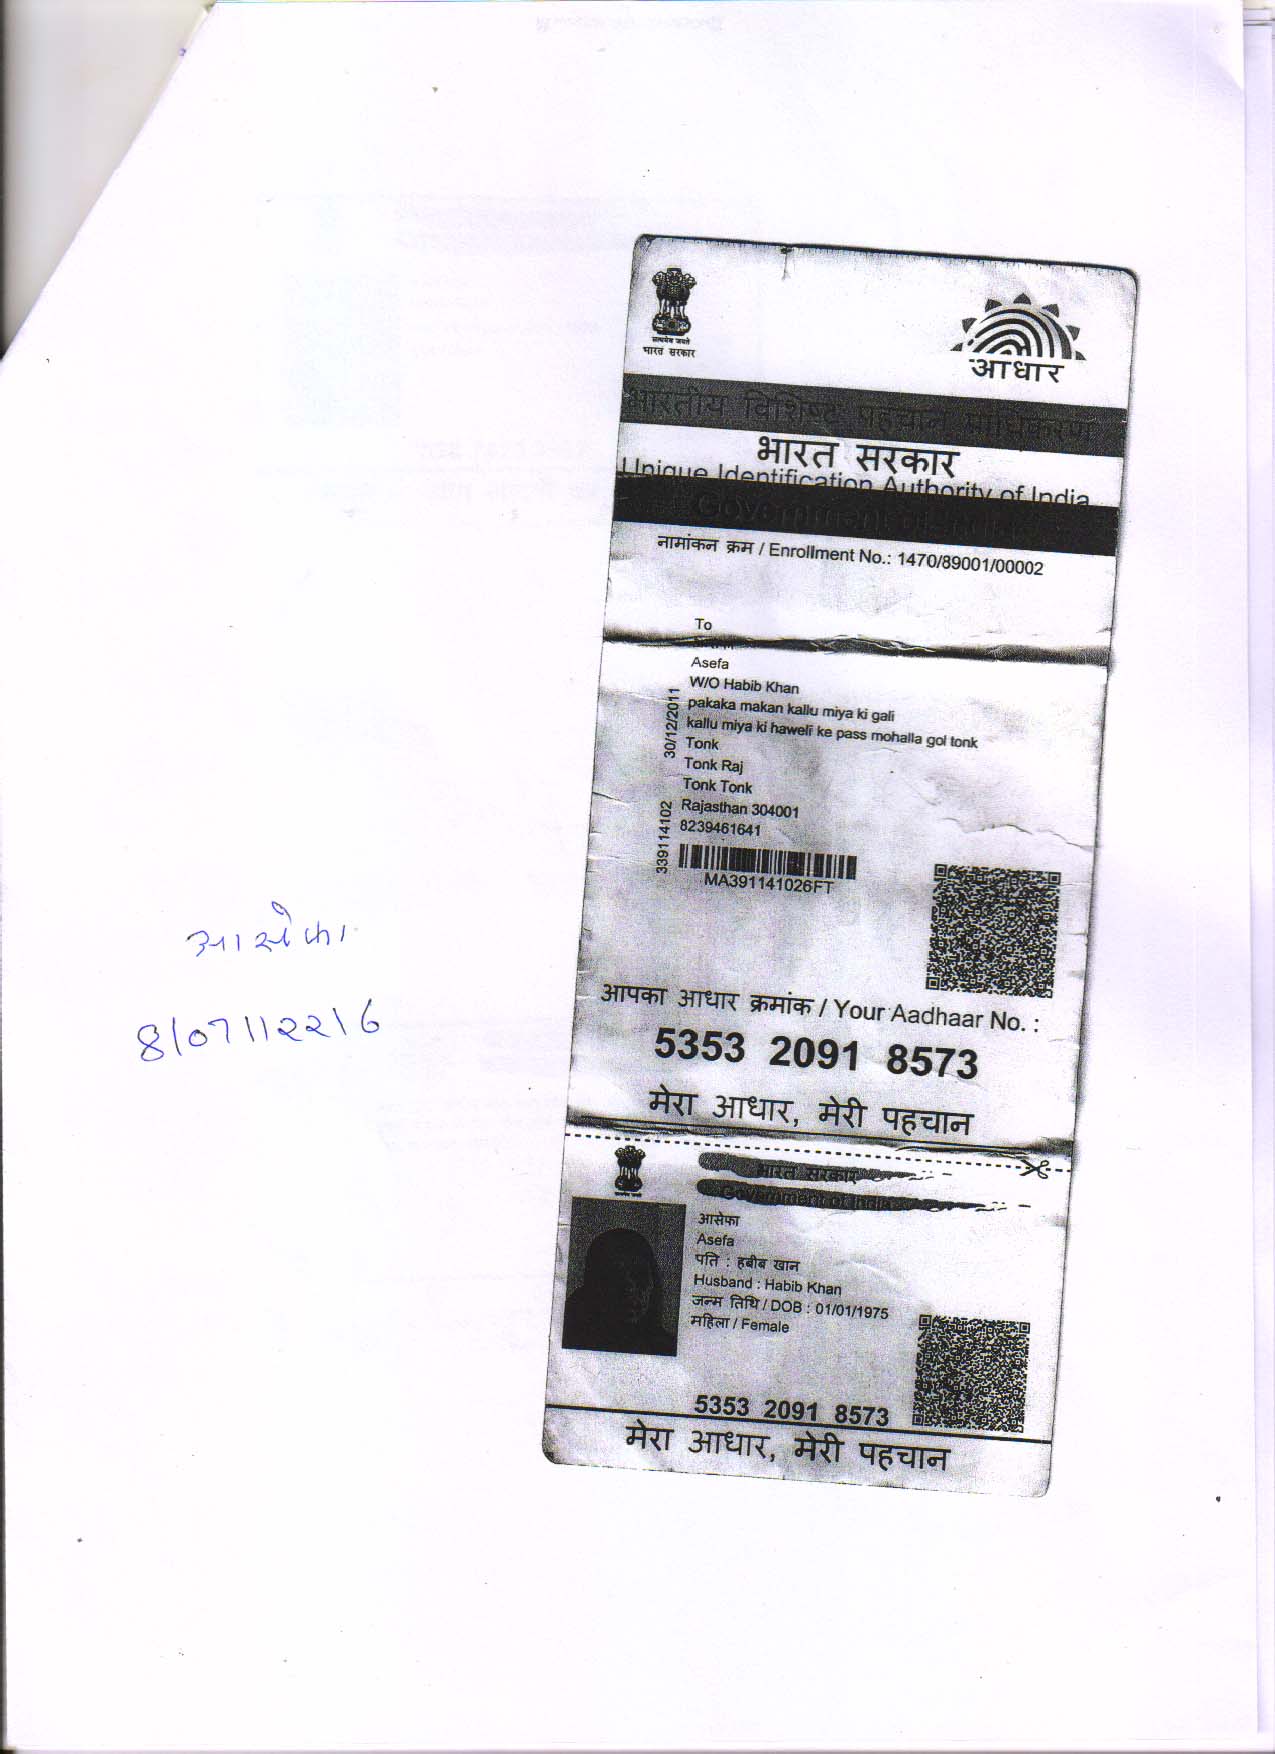 सत्यमेव जयते
भारत सरकार
आधार
भारतीय विशिष्ट पहचान प्राधिकरण
भारत सरकार
Unique Identification Authority of India
Government of India
नामांकन क्रम / Enrollment No.: 1470/89001/00002
To
Asefa
W/O Habib Khan
pakaka makan kallu miya ki gali
kallu miya ki haweli ke pass mohalla gol tonk
Tonk
Tonk Raj
Tonk Tonk
Rajasthan 304001
8239461641
30/12/2011
339114102
MA391141026FT
आपका आधार क्रमांक / Your Aadhaar No. :
5353 2091 8573
मेरा आधार, मेरी पहचान
भारत सरकार
Government of India
आसेफा
Asefa
पति : हबीब खान
Husband : Habib Khan
जन्म तिथि / DOB : 01/01/1975
महिला / Female
5353 2091 8573
मेरा आधार, मेरी पहचान
आसेफा